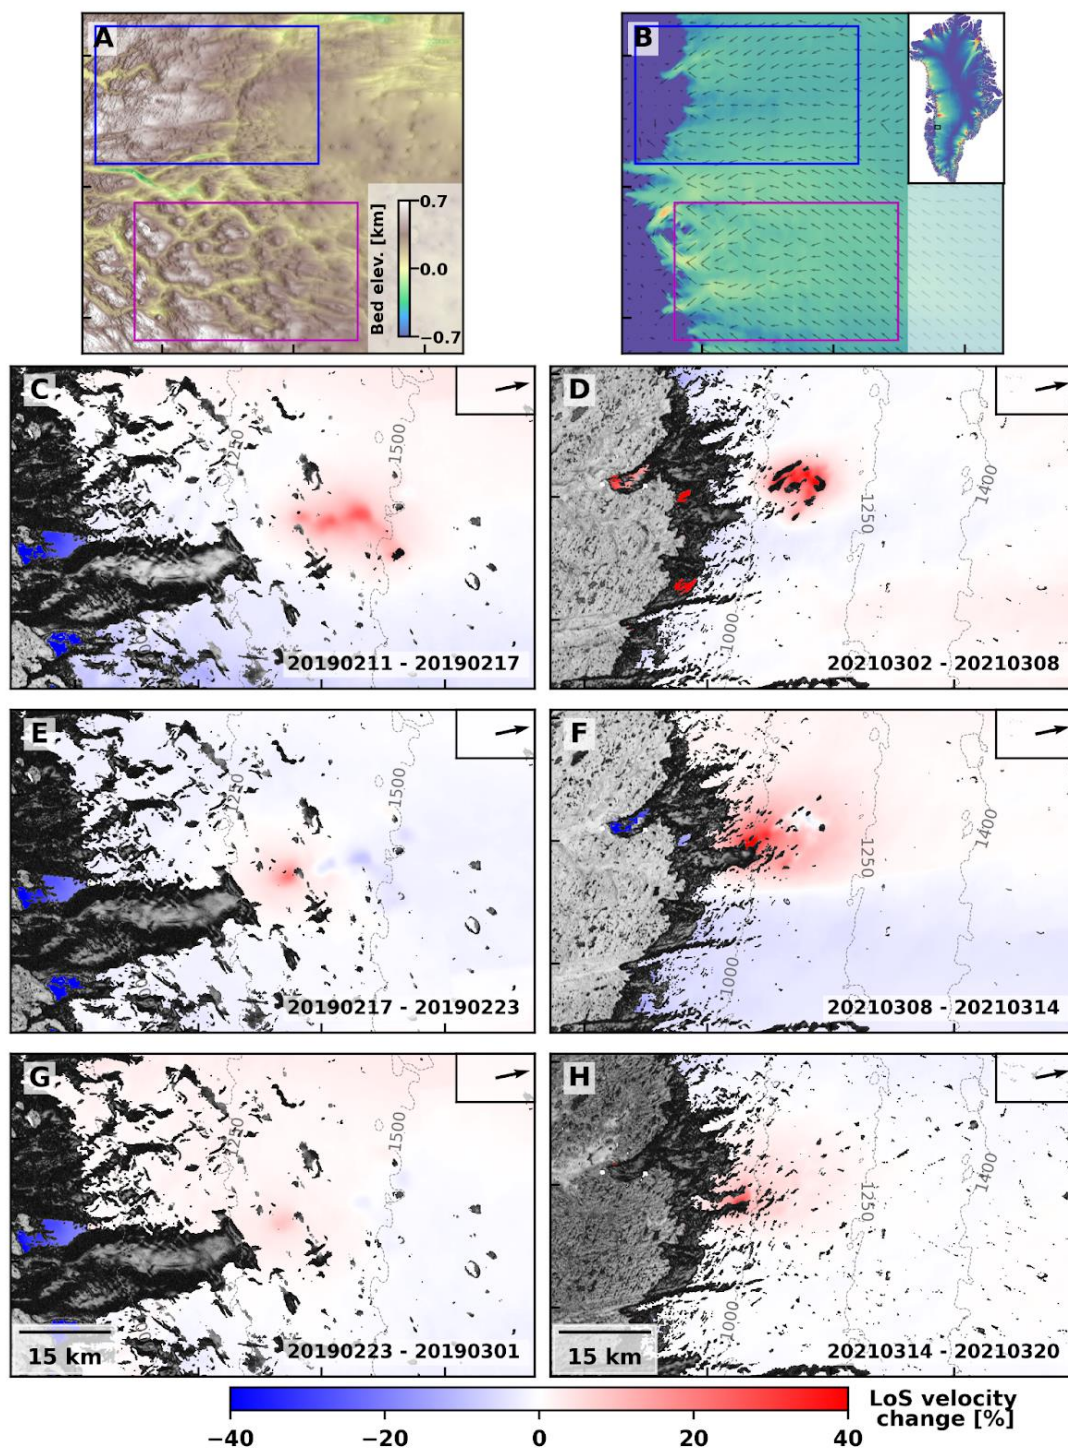 A
B
Bed elev. [km]
0.7
0.0
−0.7
C
1250
1500
20190211 - 20190217
D
1000
1250
1400
20210302 - 20210308
E
1250
1500
20190217 - 20190223
F
1000
1250
1400
20210308 - 20210314
G
1250
1500
15 km
20190223 - 20190301
H
1000
1250
1400
15 km
20210314 - 20210320
−40
−20
0
20
40
LoS velocity
change [%]